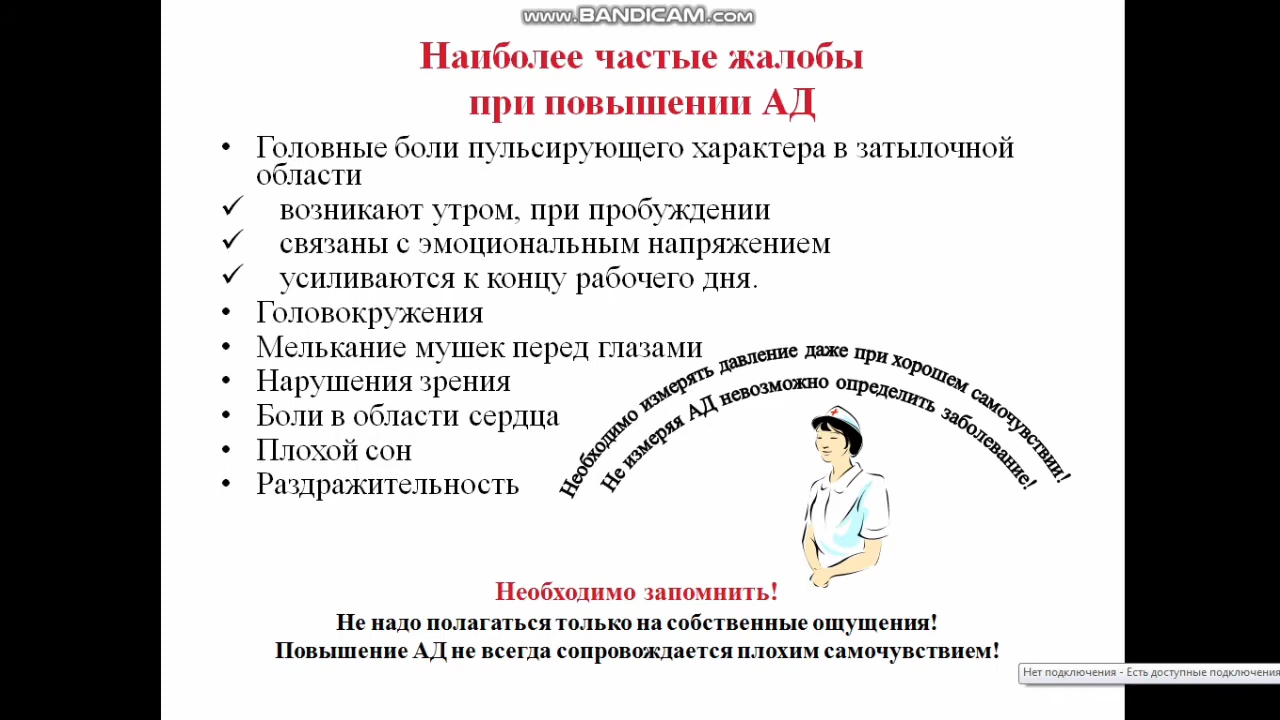 www.BANDICAM.com
Наиболее частые жалобы
при повышении АД
• Головные боли пульсирующего характера в затылочной
области
✓ возникают утром, при пробуждении
✓ связаны с эмоциональным напряжением
✓ усиливаются к концу рабочего дня.
• Головокружения
• Мелькание мушек перед глазами
• Нарушения зрения
• Боли в области сердца
• Плохой сон
• Раздражительность
Необходимо измерять давление даже при хорошем самочувствии!
Не измеряя АД невозможно определить заболевание!
Необходимо запомнить!
Не надо полагаться только на собственные ощущения!
Повышение АД не всегда сопровождается плохим самочувствием!
Нет подключения - Есть доступные подключения